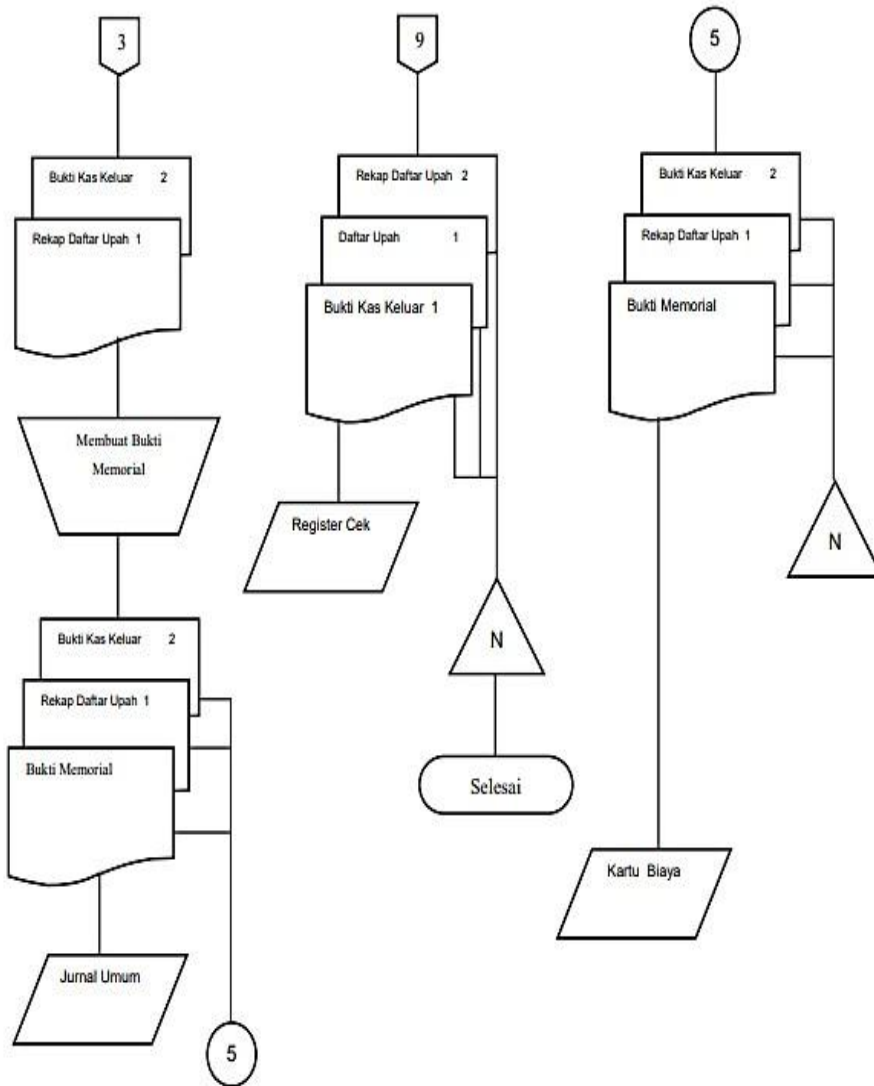 3
Bukti Kas Keluar 2
Rekap Daftar Upah 1
Membuat Bukti
Memorial
Bukti Kas Keluar 2
Rekap Daftar Upah 1
Bukti Memorial
Jurnal Umum
5
9
Rekap Daftar Upah 2
Daftar Upah 1
Bukti Kas Keluar 1
Register Cek
N
Selesai
5
Bukti Kas Keluar 2
Rekap Daftar Upah 1
Bukti Memorial
N
Kartu Biaya